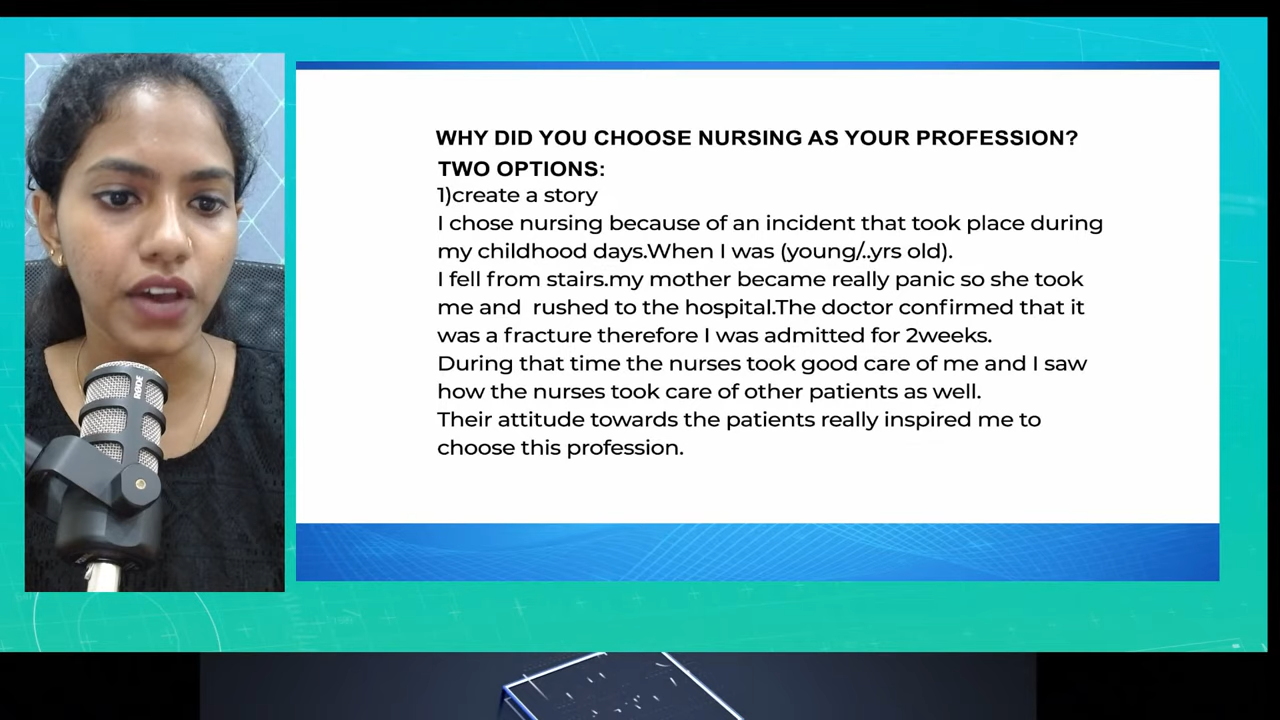 WHY DID YOU CHOOSE NURSING AS YOUR PROFESSION?
TWO OPTIONS:
1)create a story
I chose nursing because of an incident that took place during
my childhood days.When I was (young/..yrs old).
I fell from stairs.my mother became really panic so she took
me and  rushed to the hospital.The doctor confirmed that it
was a fracture therefore I was admitted for 2weeks.
During that time the nurses took good care of me and I saw
how the nurses took care of other patients as well.
Their attitude towards the patients really inspired me to
choose this profession.
RODE